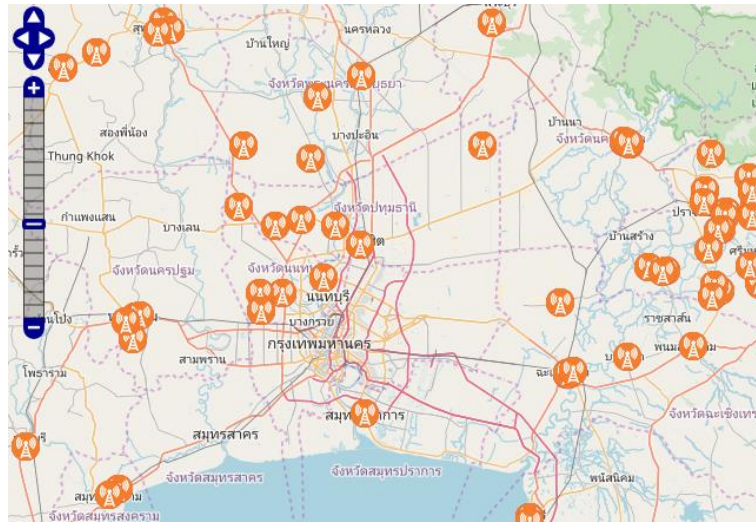 นครหลวง
บ้านใหญ่
บางปะอิน
สองพี่น้อง
บ้านนา
Thung Khok
จังหวัดปทุมธานี
กำแพงแสน
บางเลน
บ้านสร้าง
จังหวัดนครปฐม
นนทบุรี
ราชสาส์น
บางกรวย
กรุงเทพมหานคร
สามพราน
โพธาราม
จังหวัดฉะเชิงเทร
สมุทรสาคร
จังหวัดสมุทรสาคร
จังหวัดสมุทรปราการ
พนัสนิคม
จังหวัดสมุทรสงคราม